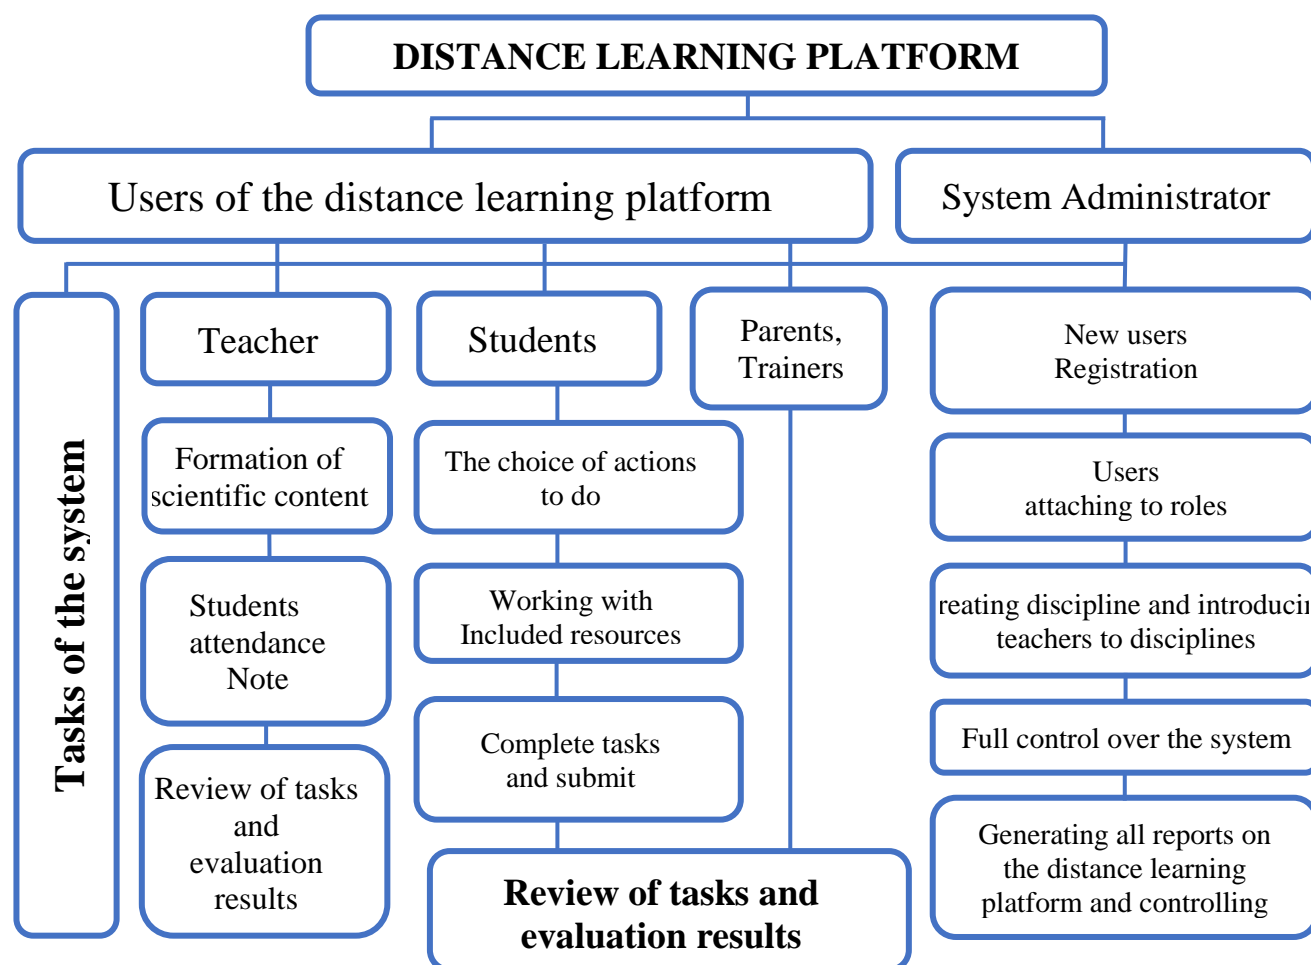 DISTANCE LEARNING PLATFORM
Users of the distance learning platform
System Administrator
Tasks of the system
Teacher
Formation of
scientific content
Students
attendance
Note
Review of tasks
and
evaluation
results
Students
The choice of actions
to do
Working with
Included resources
Complete tasks
and submit
Parents,
Trainers
Review of tasks and
evaluation results
New users
Registration
Users
attaching to roles
reating discipline and introducin
teachers to disciplines
Full control over the system
Generating all reports on
the distance learning
platform and controlling